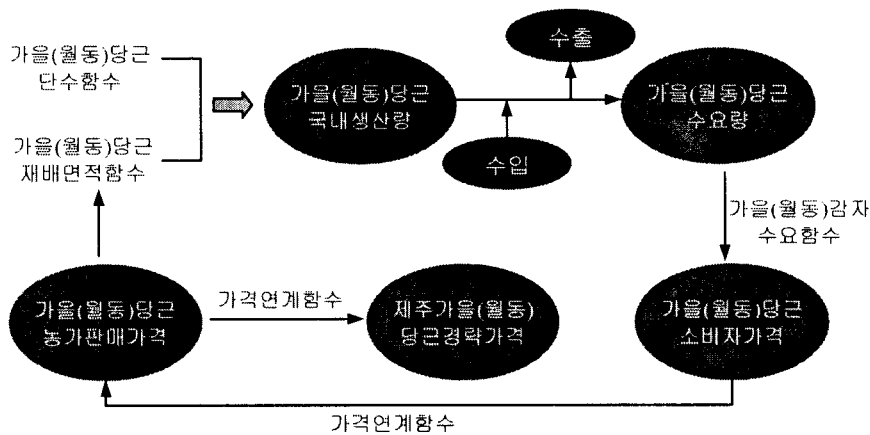 가을(월동)당근
단수함수
가을(월동)당근
재배면적함수
가을(월동)당근
국내생산량
수출
수입
가을(월동)당근
수요량
가을(월동)감자
수요함수
가을(월동)당근
소비자가격
제주가을(월동)
당근경락가격
가격연계함수
가을(월동)당근
농가판매가격
가격연계함수